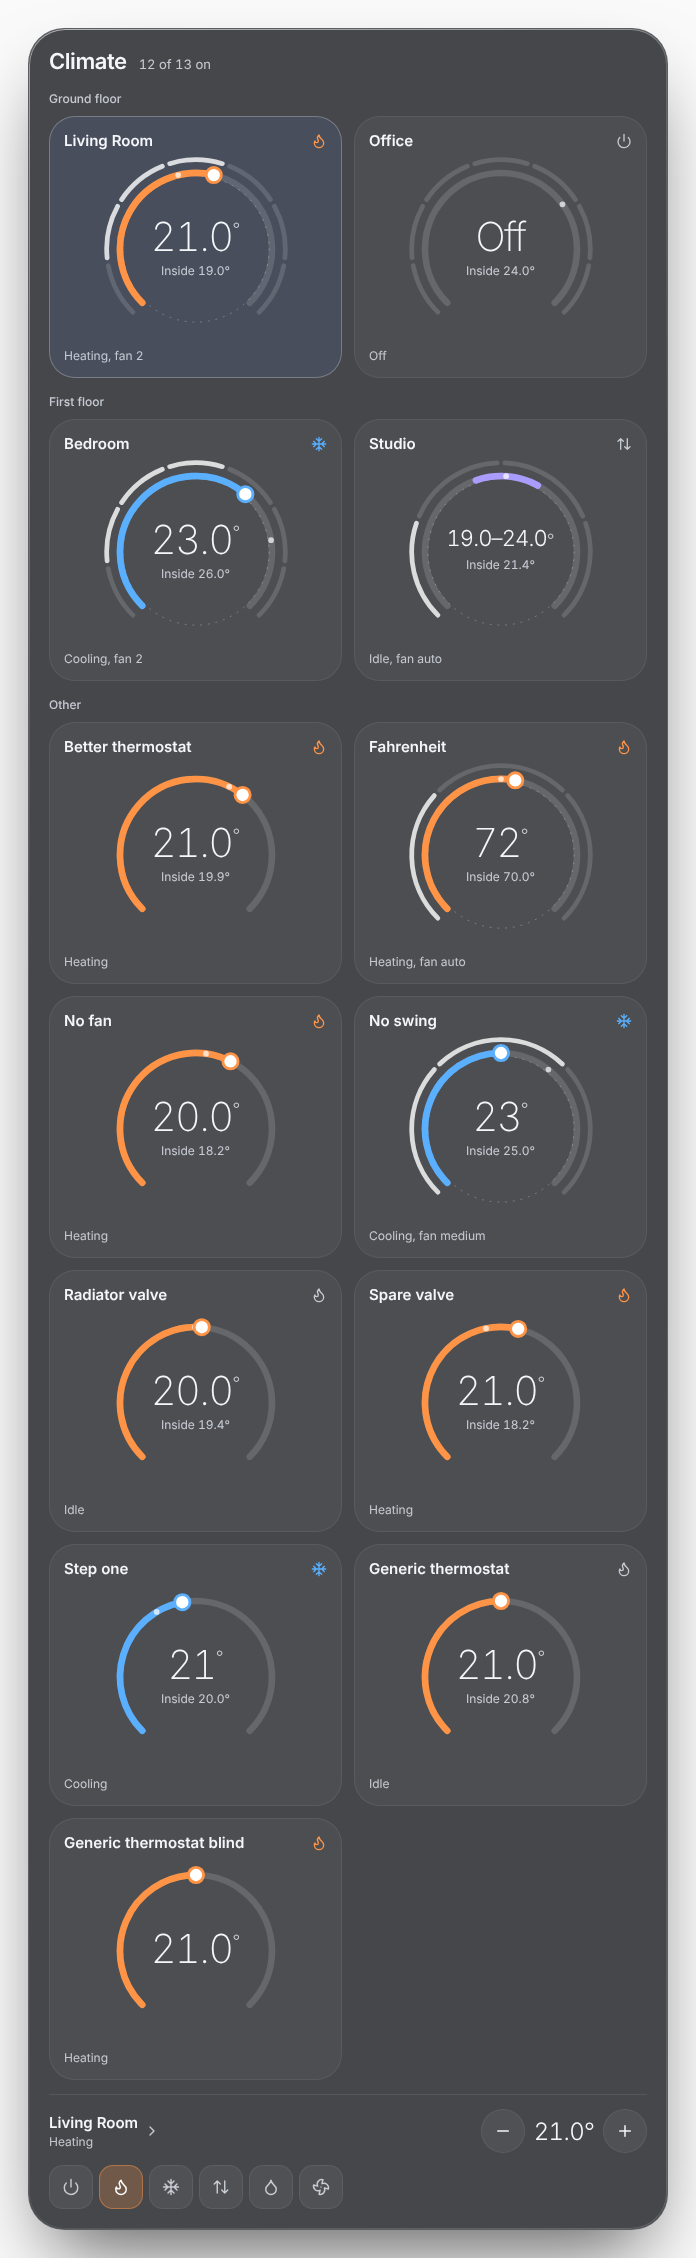 Climate 12 of 13 on
Ground floor
Living Room
21.0°
Inside 19.0°
Heating, fan 2
Office
Off
Inside 24.0°
Off
First floor
Bedroom
23.0°
Inside 26.0°
Cooling, fan 2
Studio
19.0–24.0°
Inside 21.4°
Idle, fan auto
Other
Better thermostat
21.0°
Inside 19.9°
Heating
Fahrenheit
72°
Inside 70.0°
Heating, fan auto
No fan
20.0°
Inside 18.2°
Heating
No swing
23°
Inside 25.0°
Cooling, fan medium
Radiator valve
20.0°
Inside 19.4°
Idle
Spare valve
21.0°
Inside 18.2°
Heating
Step one
21°
Inside 20.0°
Cooling
Generic thermostat
21.0°
Inside 20.8°
Idle
Generic thermostat blind
21.0°
Heating
Living Room
Heating
21.0°